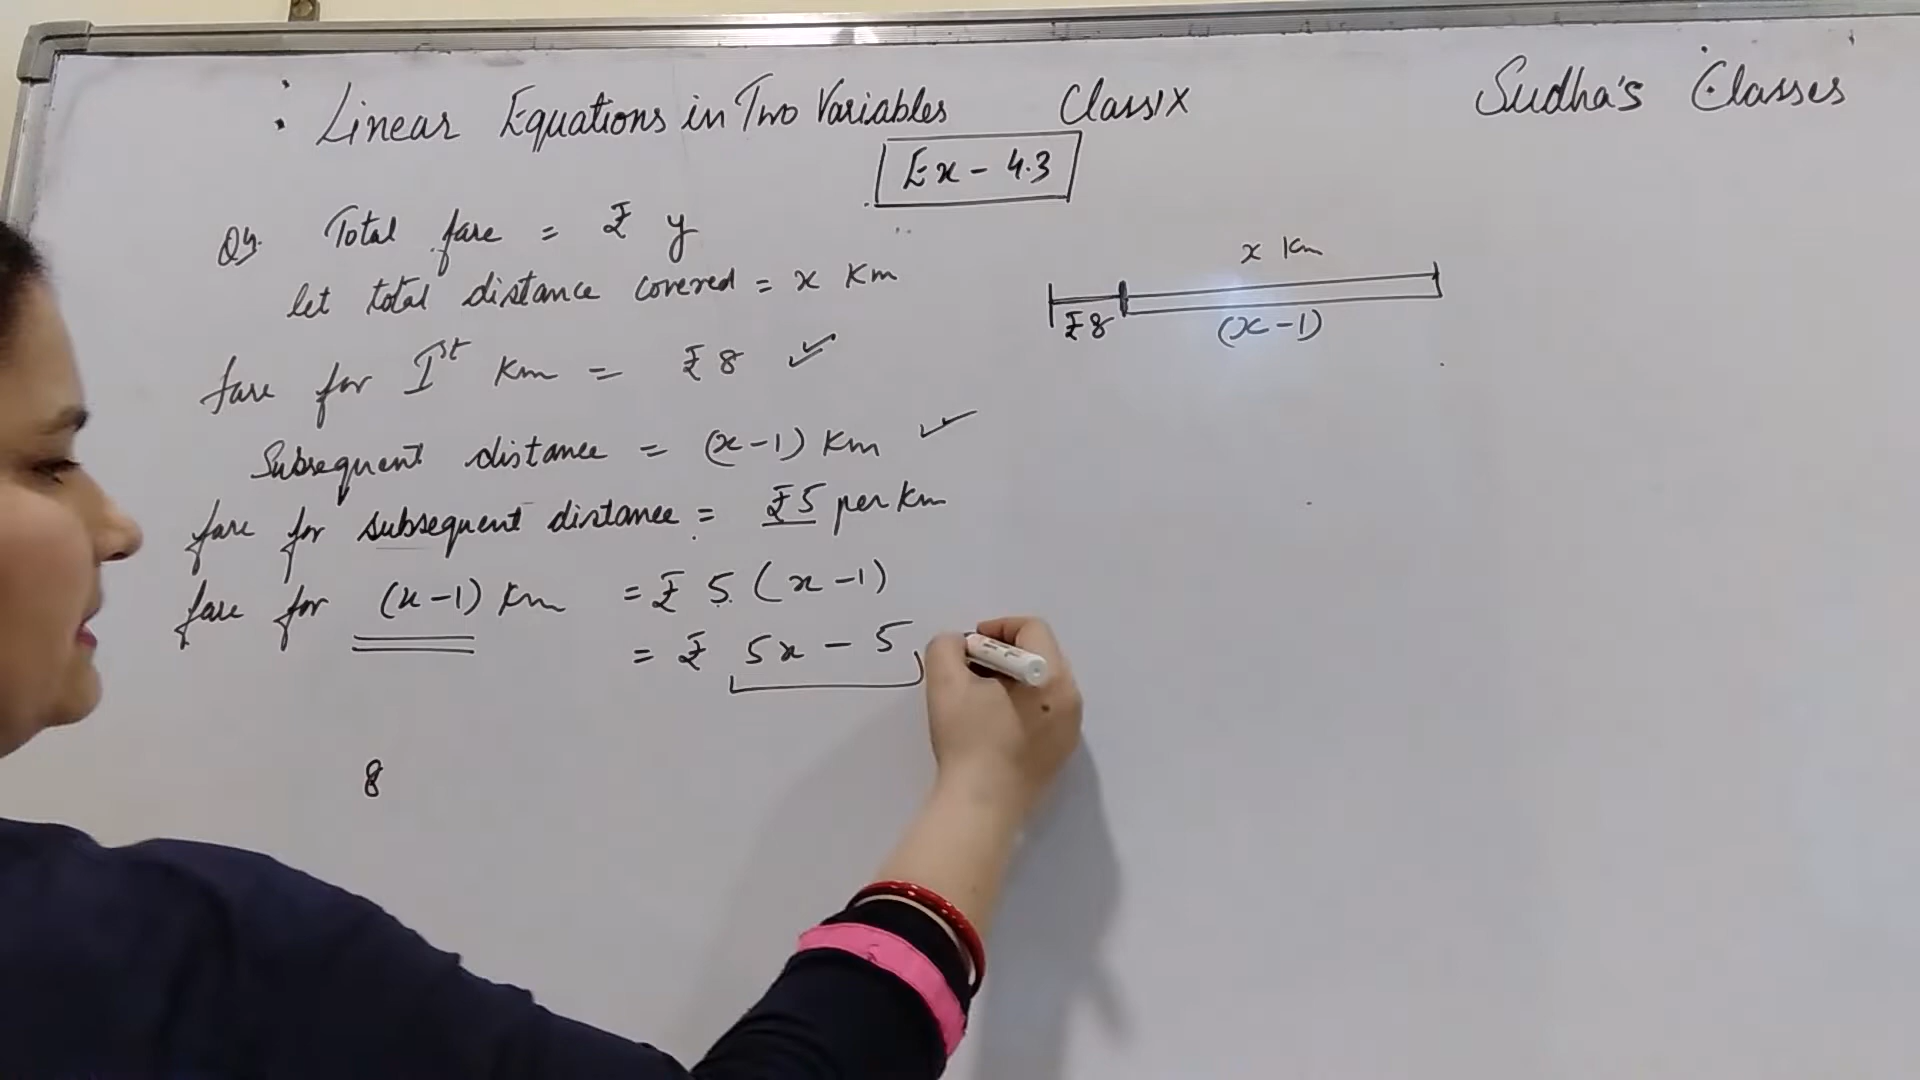 : Linear Equations in Two Variables Class IX Sudha's Classes
Ex - 4.3
Total fare = ₹ y
let total distance covered = x Km
fare for Ist Km = ₹ 8 ✓
Subsequent distance = (x-1) Km ✓
fare for subsequent distance = ₹5 per Km
fare for (x-1) Km = ₹ 5 (x-1)
= ₹ 5x - 5
8
x Km
₹8 (x-1)